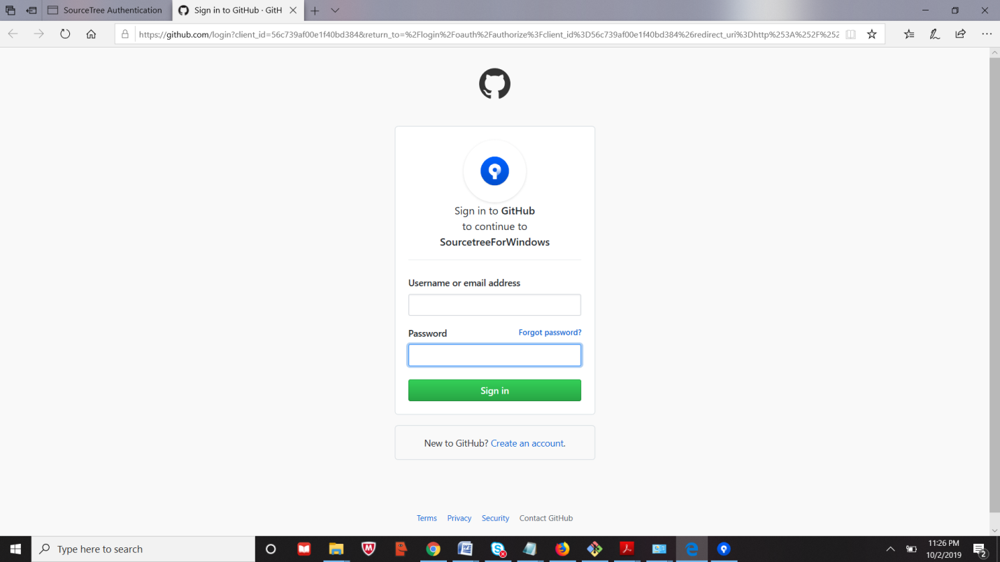 SourceTree Authentication
Sign in to GitHub · GitH
https://github.com/login?client_id=56c739af00e1f40bd384&return_to=%2Flogin%2Foauth%2Fauthorize%3Fclient_id%3D56c739af00e1f40bd384%26redirect_uri%3Dhttp%253A%252F%252
Sign in to GitHub
to continue to
SourcetreeForWindows
Username or email address
Password
Forgot password?
Sign in
New to GitHub? Create an account.
Terms Privacy Security Contact GitHub
Type here to search
11:26 PM
10/2/2019
2